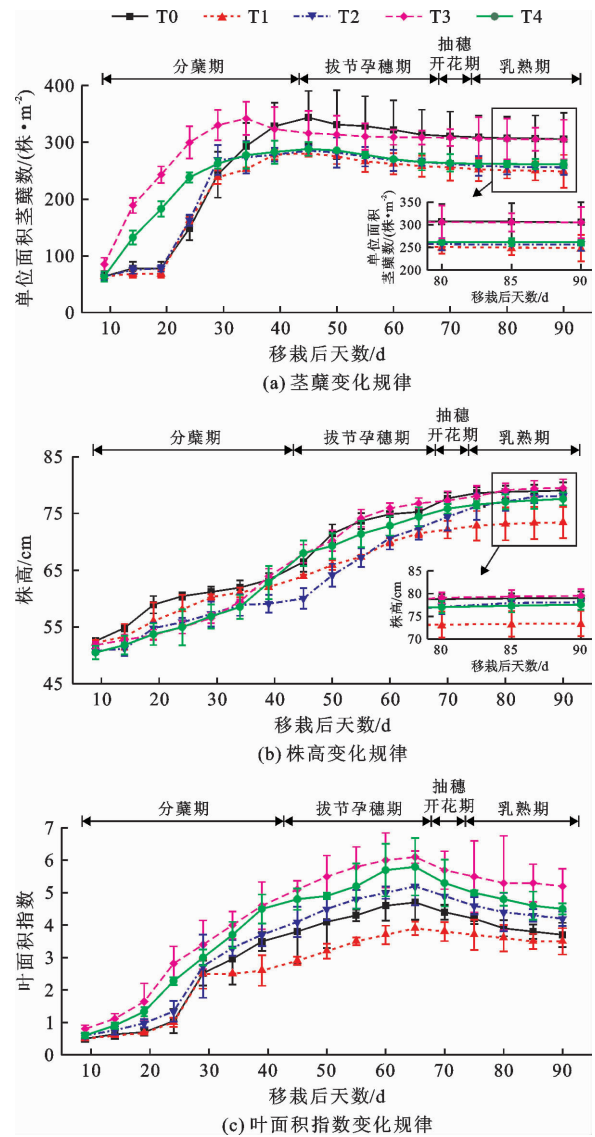 T0 T1 T2 T3 T4
抽穗
分蘖期 拔节孕穗期 开花期 乳熟期
400
300
200
100
0
单位面积茎蘖数/(株·m⁻²)
350
300
250
200
单位面积
茎蘖数/(株·m⁻²)
80 85 90
移栽后天数/d
10 20 30 40 50 60 70 80 90
移栽后天数/d
(a) 茎蘖变化规律
抽穗
分蘖期 拔节孕穗期 开花期 乳熟期
85
75
65
55
45
株高/cm
85
80
75
70
株高/cm
80 85 90
移栽后天数/d
10 20 30 40 50 60 70 80 90
移栽后天数/d
(b) 株高变化规律
抽穗
分蘖期 拔节孕穗期 开花期 乳熟期
7
6
5
4
3
2
1
0
叶面积指数
10 20 30 40 50 60 70 80 90
移栽后天数/d
(c) 叶面积指数变化规律